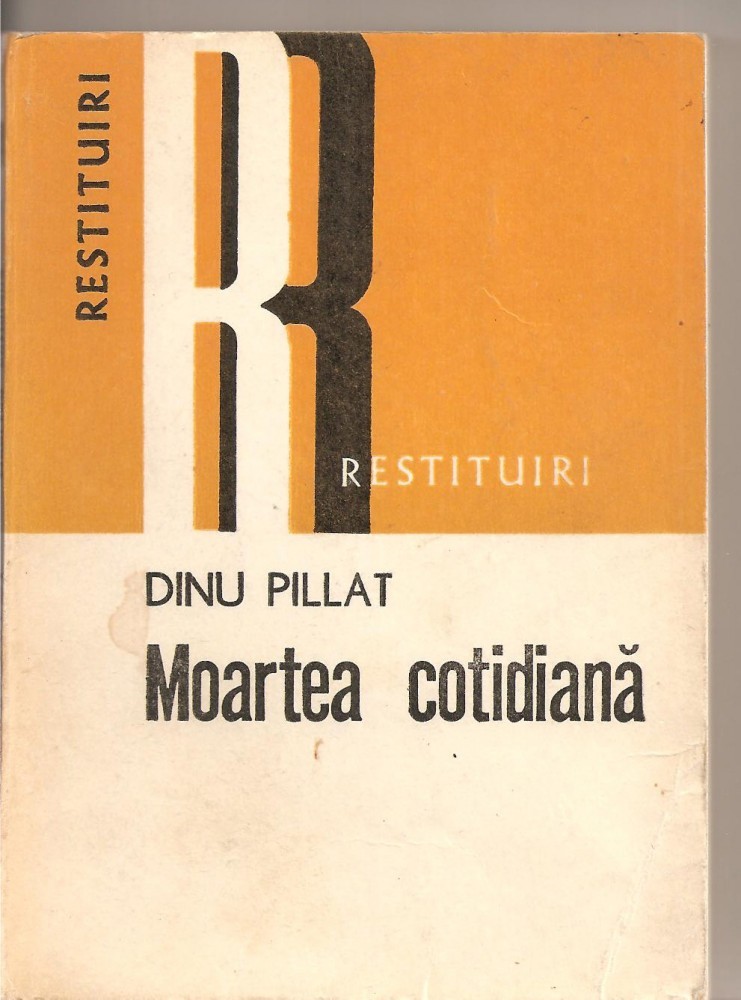 RESTITUIRI
R
RESTITUIRI
DINU PILLAT
Moartea cotidiană